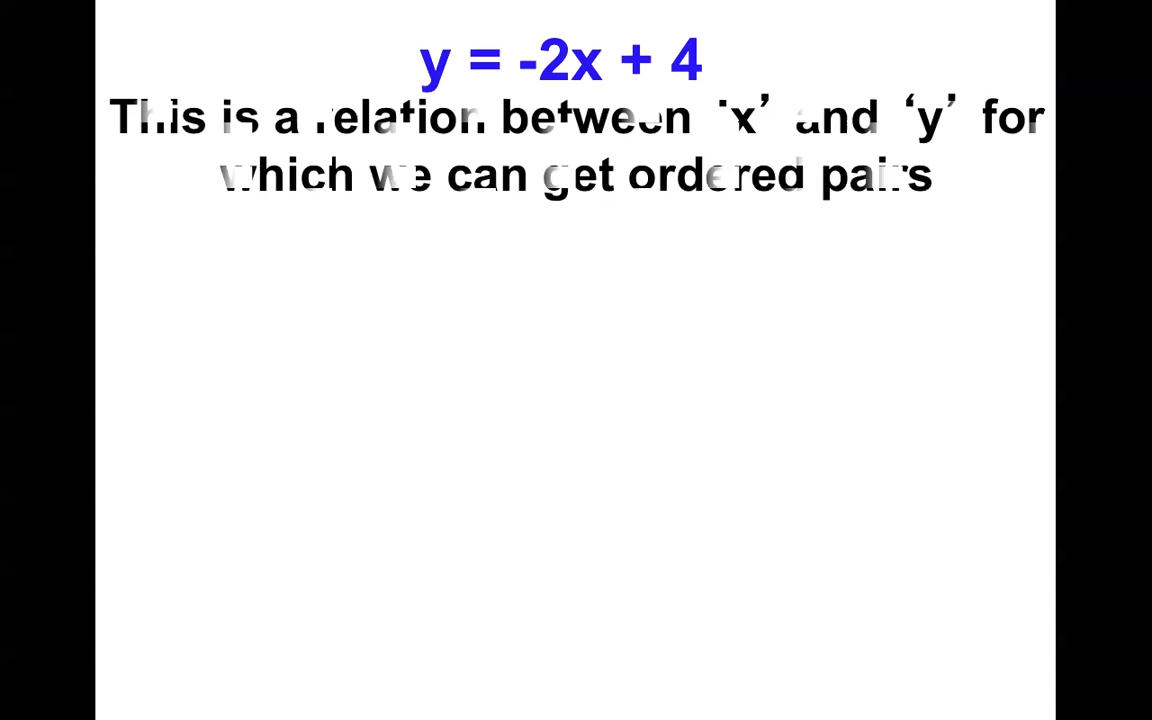 y = -2x + 4
This is a relation between ‘x’ and ‘y’ for
which we can get ordered pairs